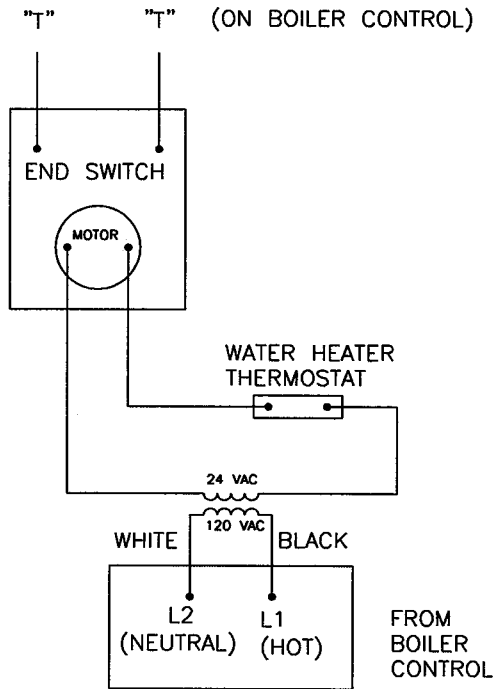 "T" "T" (ON BOILER CONTROL)
END SWITCH
MOTOR
WATER HEATER
THERMOSTAT
24 VAC
120 VAC
WHITE BLACK
L2 L1
(NEUTRAL) (HOT)
FROM
BOILER
CONTROL